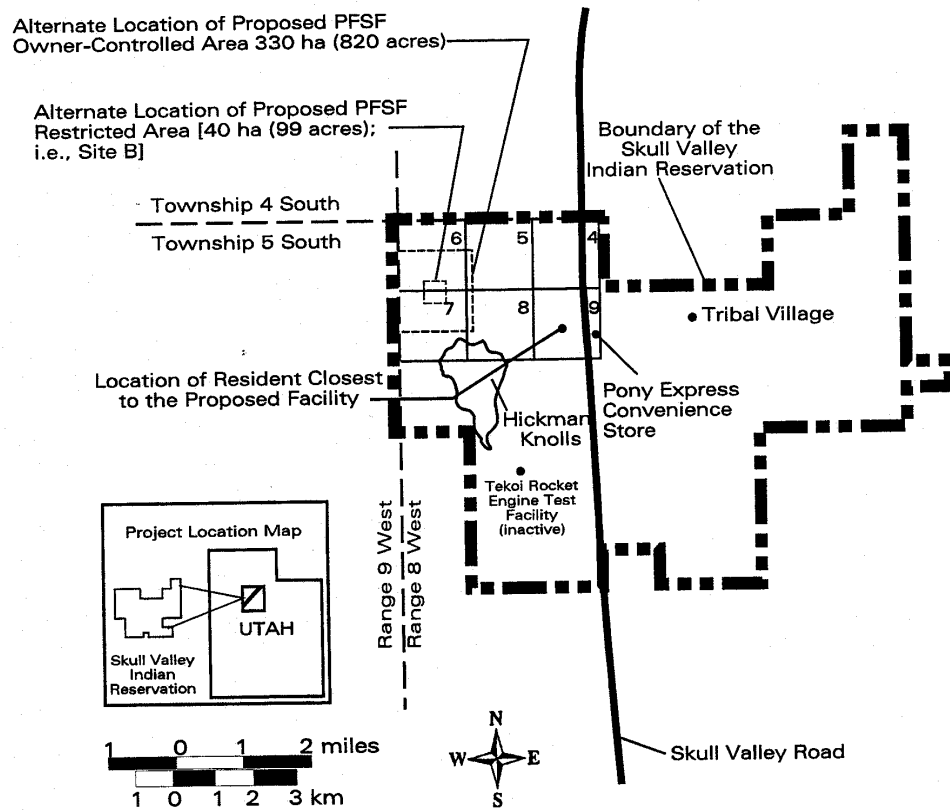 Alternate Location of Proposed PFSF
Owner-Controlled Area 330 ha (820 acres)
Alternate Location of Proposed PFSF
Restricted Area [40 ha (99 acres);
i.e., Site B]
Boundary of the
Skull Valley
Indian Reservation
Township 4 South
Township 5 South
6 5 4
7 8 9
Tribal Village
Location of Resident Closest
to the Proposed Facility
Pony Express
Convenience
Store
Hickman
Knolls
Tekoi Rocket
Engine Test
Facility
(inactive)
Range 9 West
Range 8 West
Project Location Map
UTAH
Skull Valley
Indian
Reservation
N
W E
S
Skull Valley Road
1 0 1 2 miles
1 0 1 2 3 km